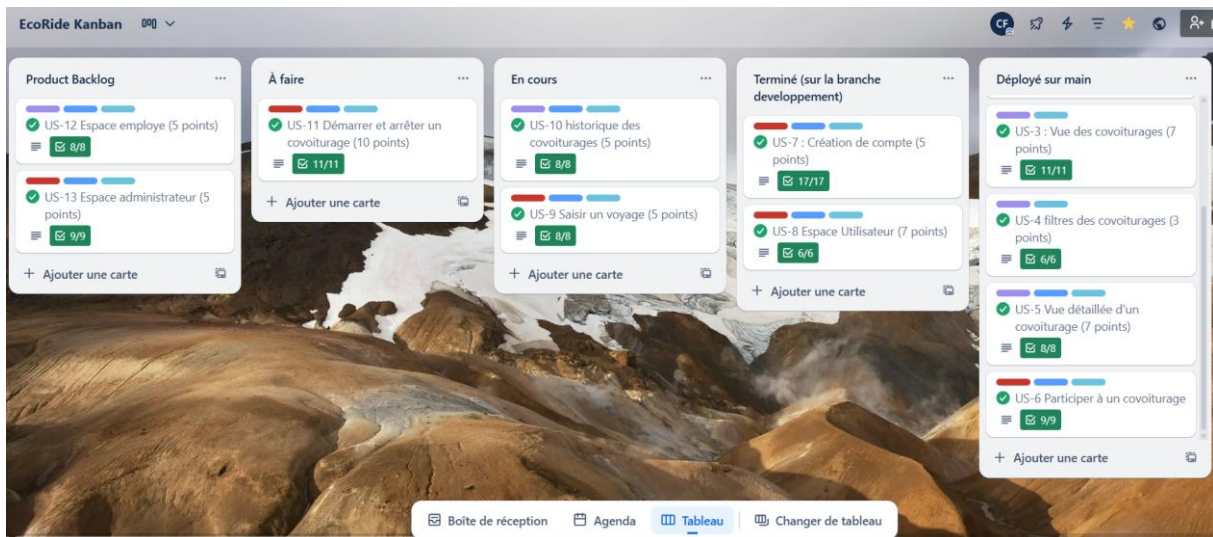 EcoRide Kanban
CF
Product Backlog
US-12 Espace employe (5 points)
8/8
US-13 Espace administrateur (5
points)
9/9
+ Ajouter une carte
À faire
US-11 Démarrer et arrêter un
covoiturage (10 points)
11/11
+ Ajouter une carte
En cours
US-10 historique des
covoiturages (5 points)
8/8
US-9 Saisir un voyage (5 points)
8/8
+ Ajouter une carte
Terminé (sur la branche
developpement)
US-7 : Création de compte (5
points)
17/17
US-8 Espace Utilisateur (7 points)
6/6
+ Ajouter une carte
Déployé sur main
US-3 : Vue des covoiturages (7
points)
11/11
US-4 filtres des covoiturages (3
points)
6/6
US-5 Vue détaillée d'un
covoiturage (7 points)
8/8
US-6 Participer à un covoiturage
9/9
+ Ajouter une carte
Boîte de réception
Agenda
Tableau
Changer de tableau